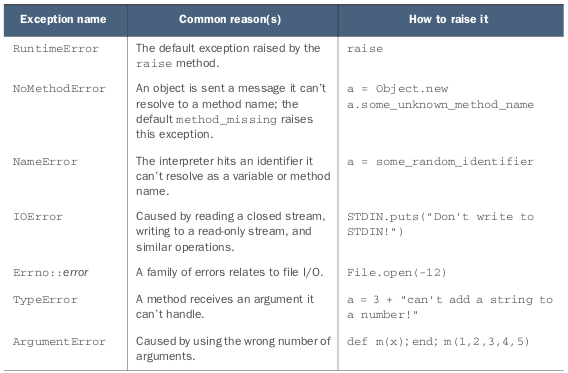 Exception name Common reason(s) How to raise it
RuntimeError The default exception raised by the raise
raise method.
NoMethodError An object is sent a message it can't a = Object.new
resolve to a method name; the a.some_unknown_method_name
default method_missing raises
this exception.
NameError The interpreter hits an identifier it a = some_random_identifier
can't resolve as a variable or method
name.
IOError Caused by reading a closed stream, STDIN.puts("Don't write to
writing to a read-only stream, and STDIN!")
similar operations.
Errno::error A family of errors relates to file I/O. File.open(-12)
TypeError A method receives an argument it a = 3 + "can't add a string to
can't handle. a number!"
ArgumentError Caused by using the wrong number of def m(x);end; m(1,2,3,4,5)
arguments.